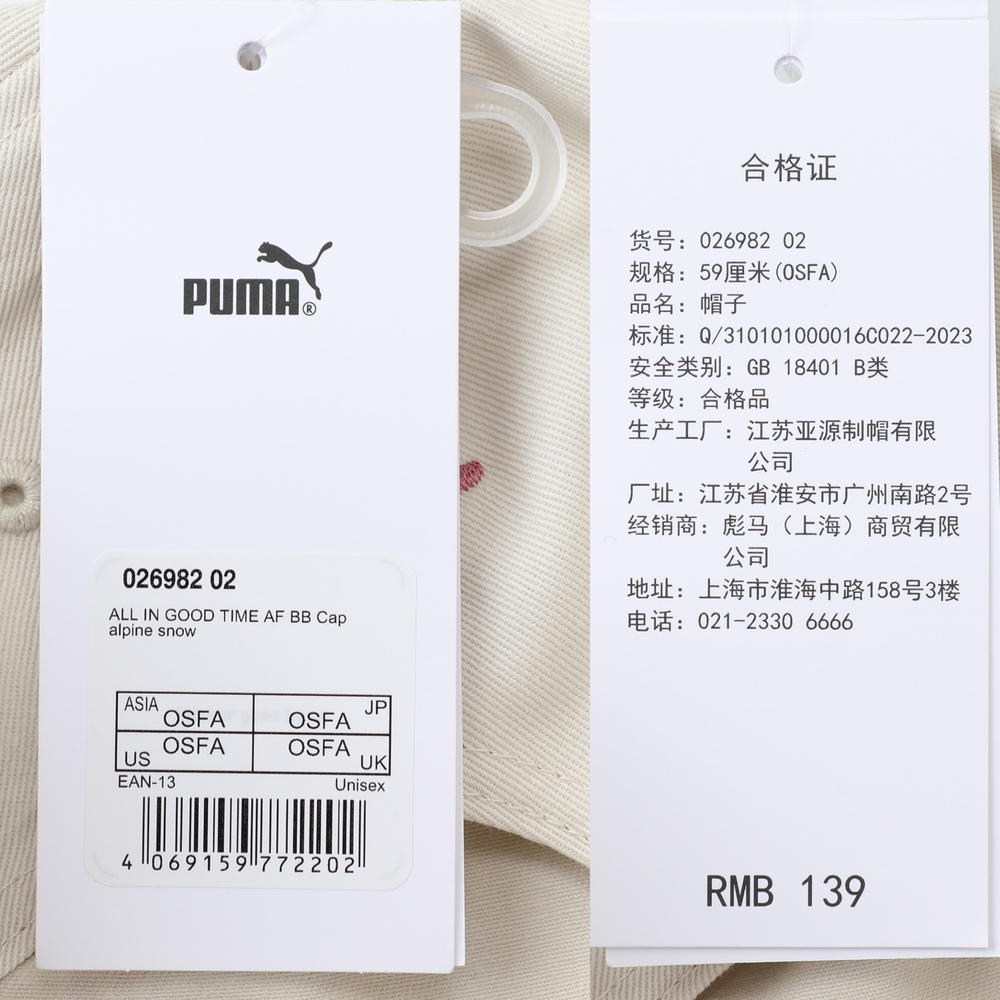 PUMA®
026982 02
ALL IN GOOD TIME AF BB Cap
alpine snow
ASIA OSFA OSFA JP
US OSFA OSFA UK
EAN-13 Unisex
4 069159 772202
合格证
货号：026982 02
规格：59厘米(OSFA)
品名：帽子
标准：Q/310101000016C022-2023
安全类别：GB 18401 B类
等级：合格品
生产工厂：江苏亚源制帽有限
公司
厂址：江苏省淮安市广州南路2号
经销商：彪马（上海）商贸有限
公司
地址：上海市淮海中路158号3楼
电话：021-2330 6666
RMB 139